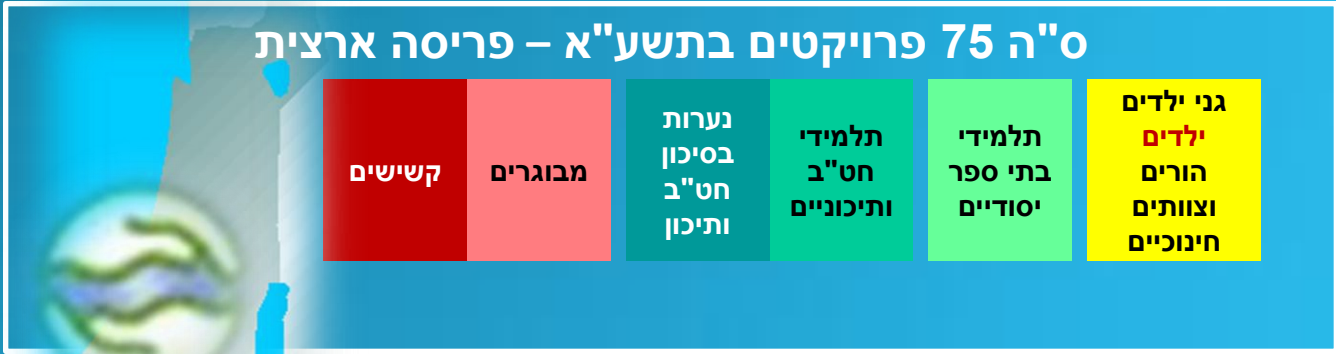 ס"ה 75 פרויקטים בתשע"א – פריסה ארצית
גני ילדים
ילדים
הורים
וצוותים
חינוכיים
תלמידי
בתי ספר
יסודיים
תלמידי
חט"ב
ותיכוניים
נערות
בסיכון
חט"ב
ותיכון
מבוגרים
קשישים